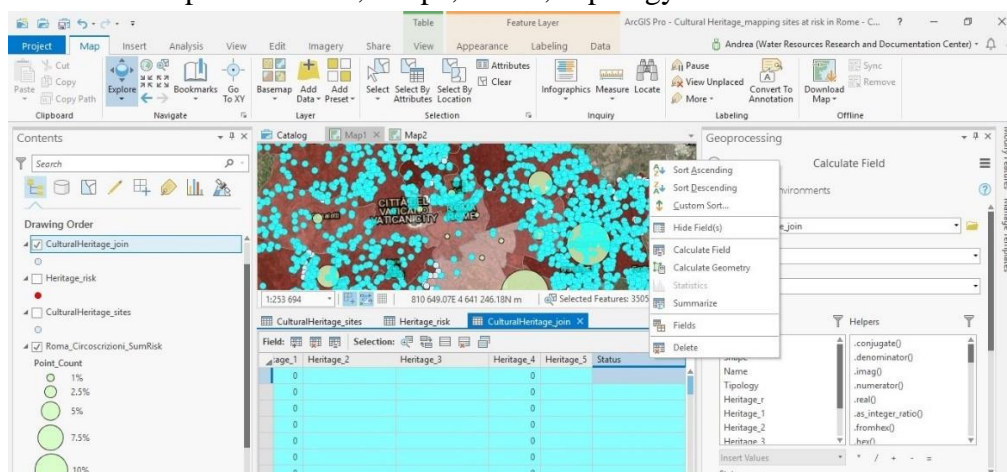 Table
Feature Layer
ArcGIS Pro - Cultural Heritage_mapping sites at risk in Rome - C...
?
Project Map Insert Analysis View Edit Imagery Share View Appearance Labeling Data
Andrea (Water Resources Research and Documentation Center)
Paste
Cut
Copy
Copy Path
Explore
Bookmarks
Go To XY
Basemap
Add Data
Add Preset
Select
Select By Attributes
Select By Location
Attributes
Clear
Infographics
Measure
Locate
Pause
View Unplaced
More
Convert To Annotation
Download Map
Sync
Remove
Clipboard Navigate Layer Selection Inquiry Labeling Offline
Contents
Search
Drawing Order
CulturalHeritage_join
Heritage_risk
CulturalHeritage_sites
Roma_Circoscrizioni_SumRisk
Point_Count
1%
2.5%
5%
7.5%
10%
Catalog Map1 Map2
VATICAN CITY
1:253 694
810 649.07E 4 641 246.18N m
Selected Features: 3505
CulturalHeritage_sites Heritage_risk CulturalHeritage_join
Field: Selection:
Heritage_2 Heritage_3 Heritage_4 Heritage_5 Status
0 0
0 0
0 0
0 0
0 0
0 0
Sort Ascending
Sort Descending
Custom Sort...
Hide Field(s)
Calculate Field
Calculate Geometry
Statistics
Summarize
Fields
Delete
Geoprocessing
Calculate Field
Helpers
Name
Tipology
Heritage_r
Heritage_1
Heritage_2
Heritage_3
.conjugate()
.denominator()
.imag()
.numerator()
.real()
.as_integer_ratio()
.fromhex()
.hex()
Insert Values
* / + - =